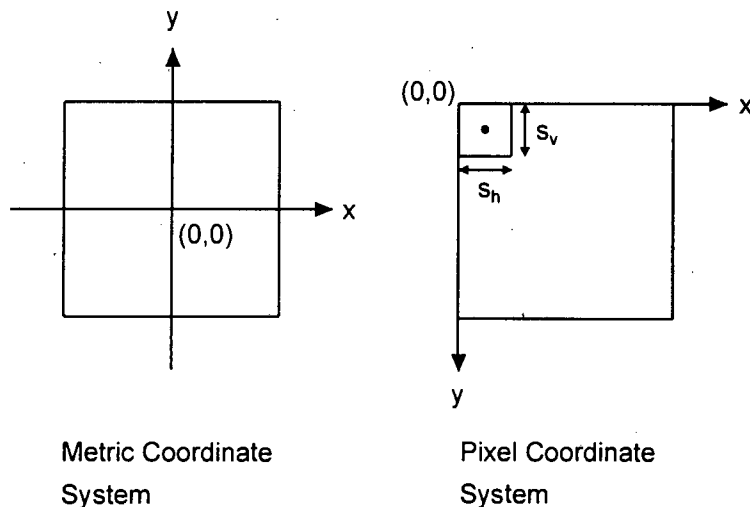 y
x
(0,0)
Metric Coordinate
System
(0,0)
x
s_v
s_h
y
Pixel Coordinate
System